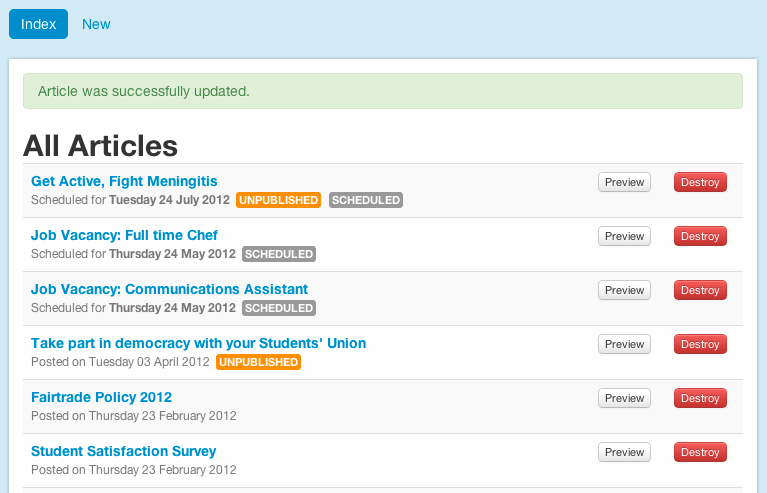 Index New
Article was successfully updated.
All Articles
Get Active, Fight Meningitis Preview Destroy
Scheduled for Tuesday 24 July 2012 UNPUBLISHED SCHEDULED
Job Vacancy: Full time Chef Preview Destroy
Scheduled for Thursday 24 May 2012 SCHEDULED
Job Vacancy: Communications Assistant Preview Destroy
Scheduled for Thursday 24 May 2012 SCHEDULED
Take part in democracy with your Students' Union Preview Destroy
Posted on Tuesday 03 April 2012 UNPUBLISHED
Fairtrade Policy 2012 Preview Destroy
Posted on Thursday 23 February 2012
Student Satisfaction Survey Preview Destroy
Posted on Thursday 23 February 2012